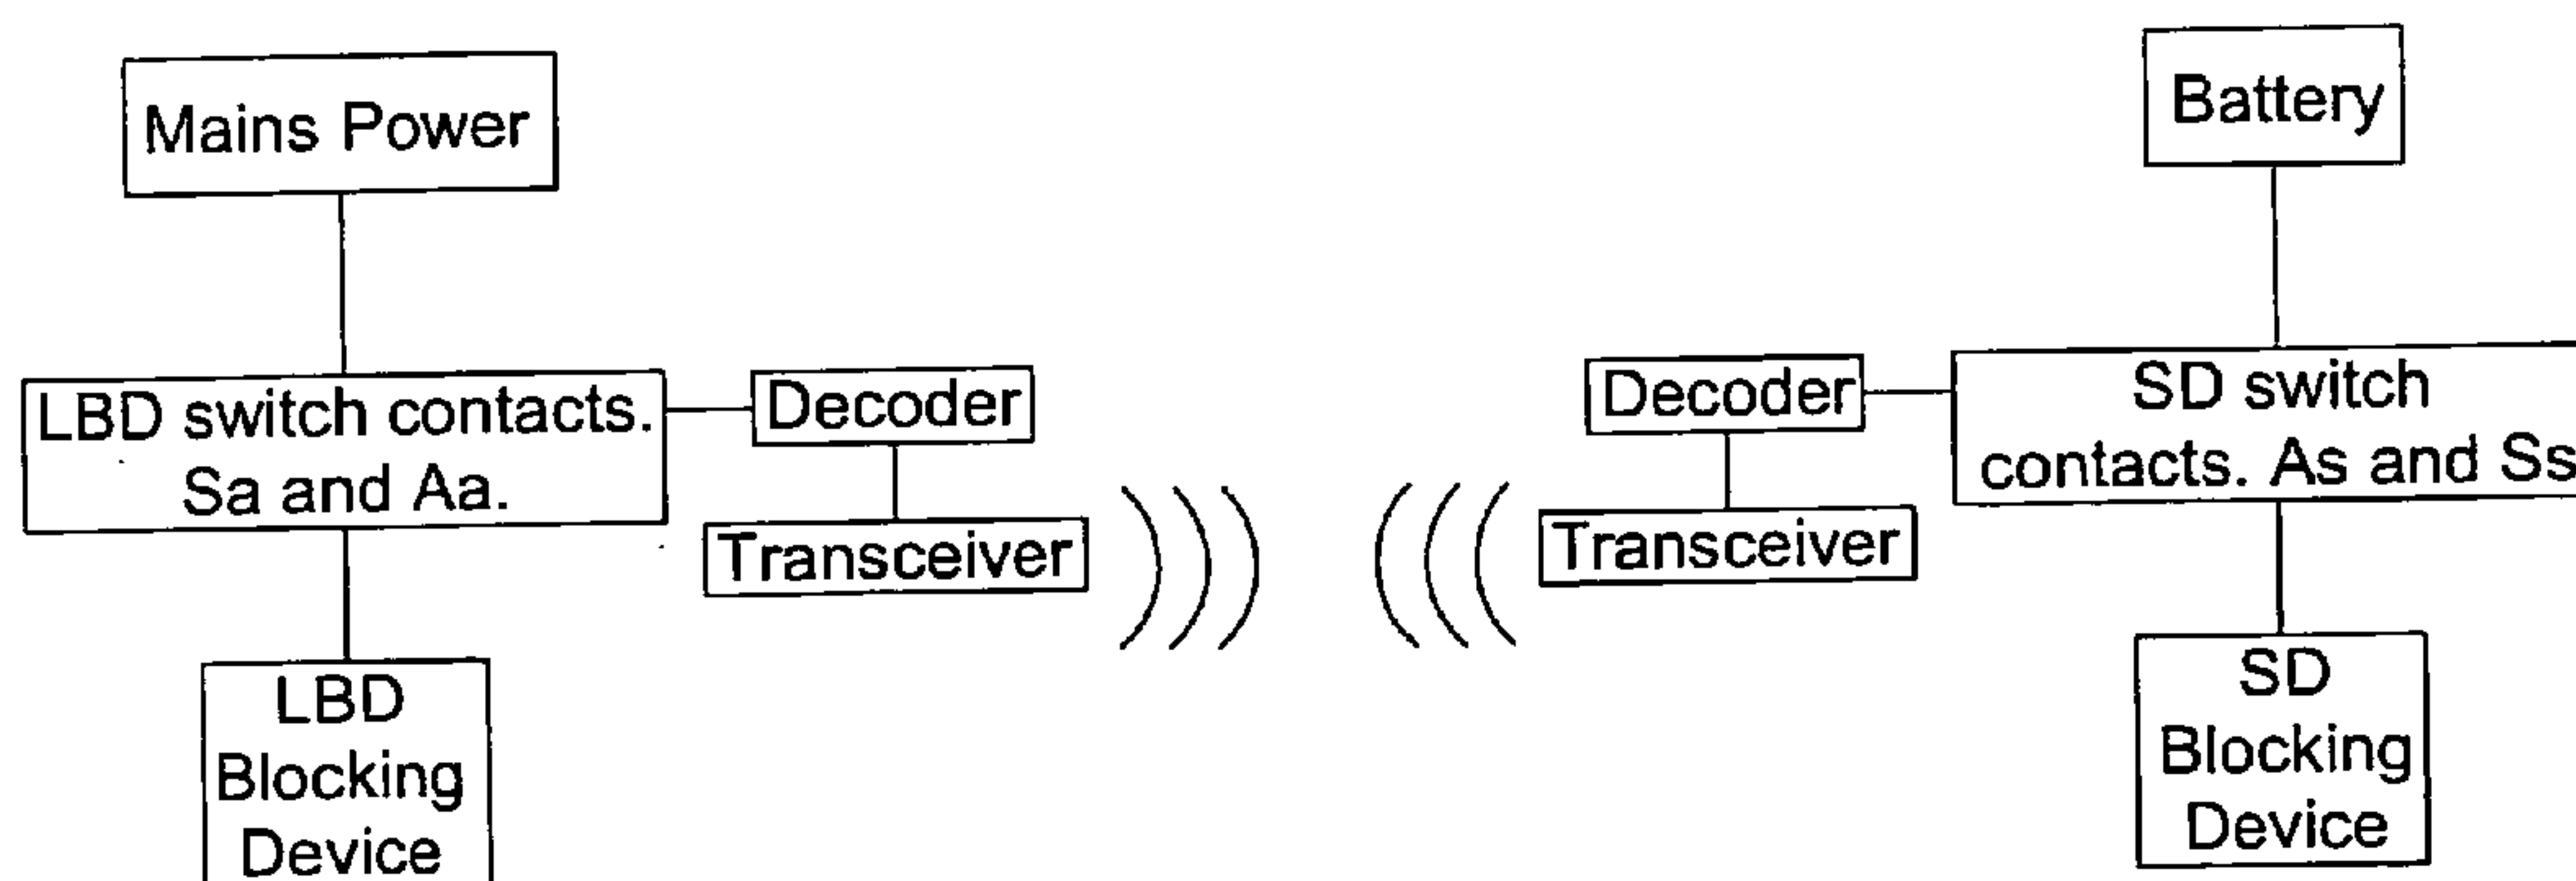 Mains Power
Battery
LBD switch contacts.
Sa and Aa.
Decoder
Transceiver
Decoder
Transceiver
SD switch
contacts. As and Ss
LBD
Blocking
Device
SD
Blocking
Device